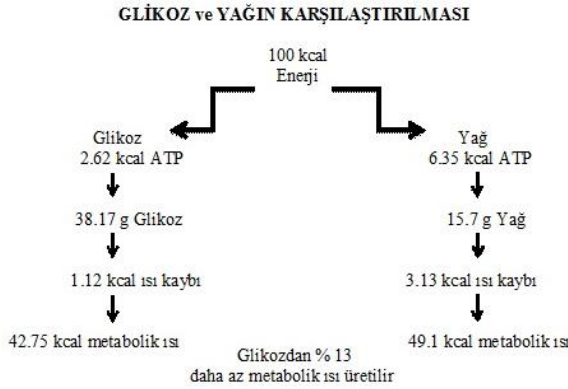 GLİKOZ ve YAĞIN KARŞILAŞTIRILMASI
100 kcal
Enerji
Glikoz
2.62 kcal ATP
38.17 g Glikoz
1.12 kcal ısı kaybı
42.75 kcal metabolik ısı
Yağ
6.35 kcal ATP
15.7 g Yağ
3.13 kcal ısı kaybı
49.1 kcal metabolik ısı
Glikozdan % 13
daha az metabolik ısı üretilir